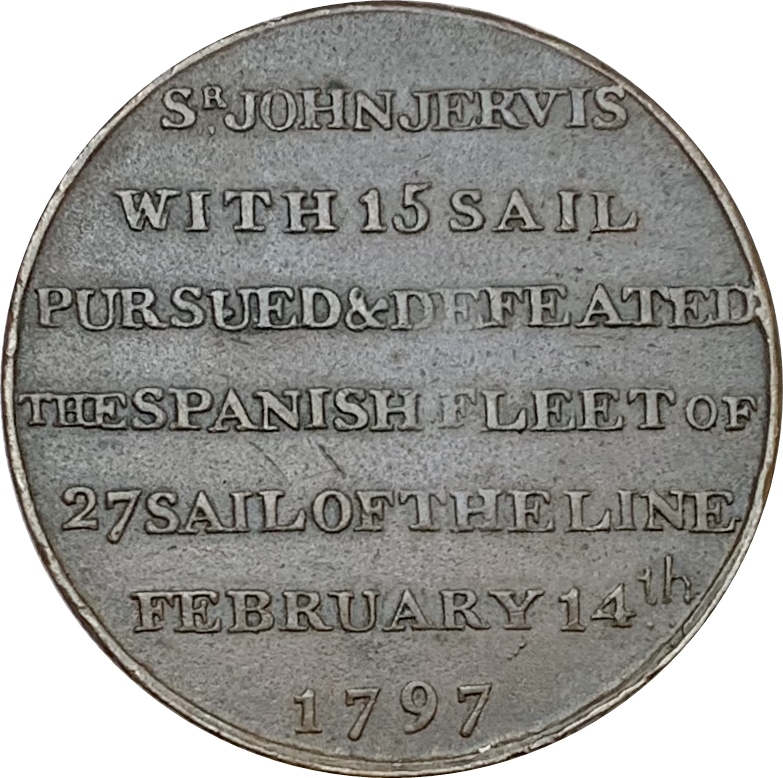 Sᴿ JOHN JERVIS
WITH 15 SAIL
PURSUED & DEFEATED
THE SPANISH FLEET OF
27 SAIL OF THE LINE
FEBRUARY 14th
1797